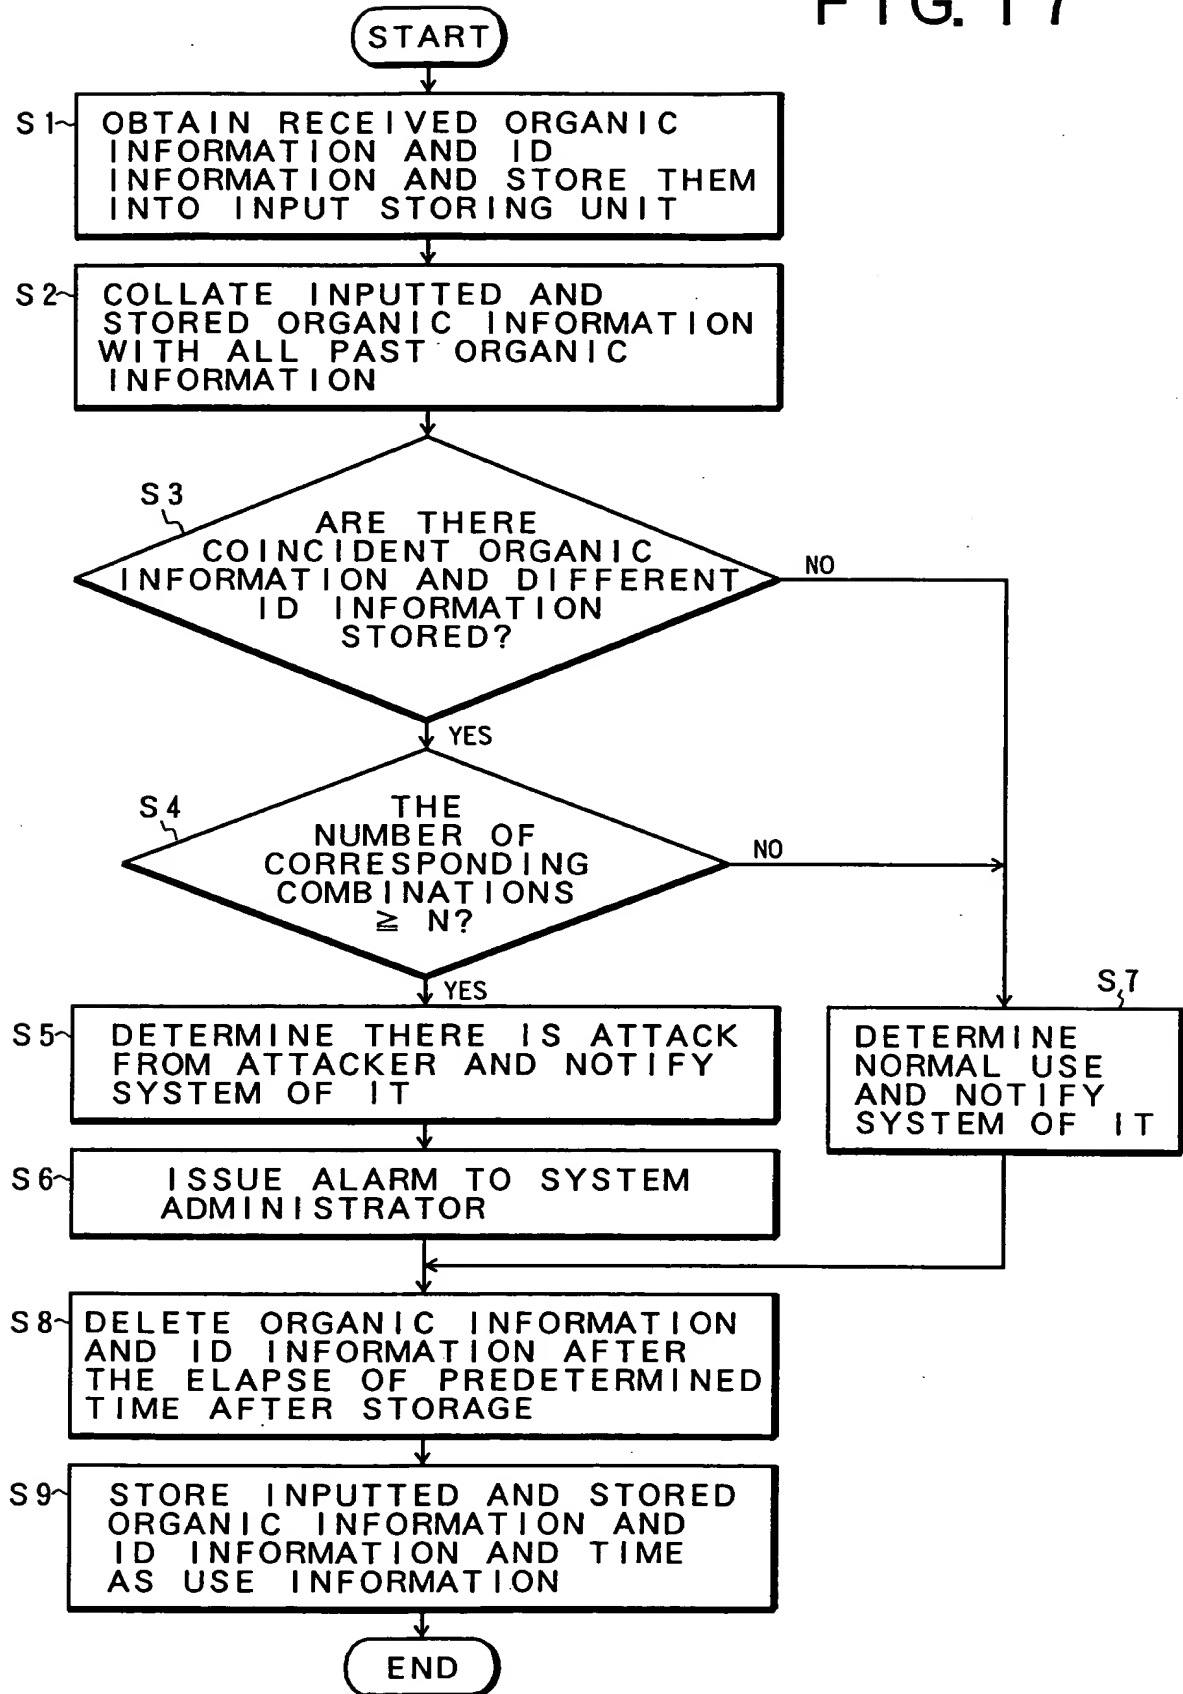 FIG. 17
START
S1
OBTAIN RECEIVED ORGANIC
INFORMATION AND ID
INFORMATION AND STORE THEM
INTO INPUT STORING UNIT
S2
COLLATE INPUTTED AND
STORED ORGANIC INFORMATION
WITH ALL PAST ORGANIC
INFORMATION
S3
ARE THERE
COINCIDENT ORGANIC
INFORMATION AND DIFFERENT
ID INFORMATION
STORED?
NO
YES
S4
THE
NUMBER OF
CORRESPONDING
COMBINATIONS
≧ N?
NO
YES
S5
DETERMINE THERE IS ATTACK
FROM ATTACKER AND NOTIFY
SYSTEM OF IT
S7
DETERMINE
NORMAL USE
AND NOTIFY
SYSTEM OF IT
S6
ISSUE ALARM TO SYSTEM
ADMINISTRATOR
S8
DELETE ORGANIC INFORMATION
AND ID INFORMATION AFTER
THE ELAPSE OF PREDETERMINED
TIME AFTER STORAGE
S9
STORE INPUTTED AND STORED
ORGANIC INFORMATION AND
ID INFORMATION AND TIME
AS USE INFORMATION
END